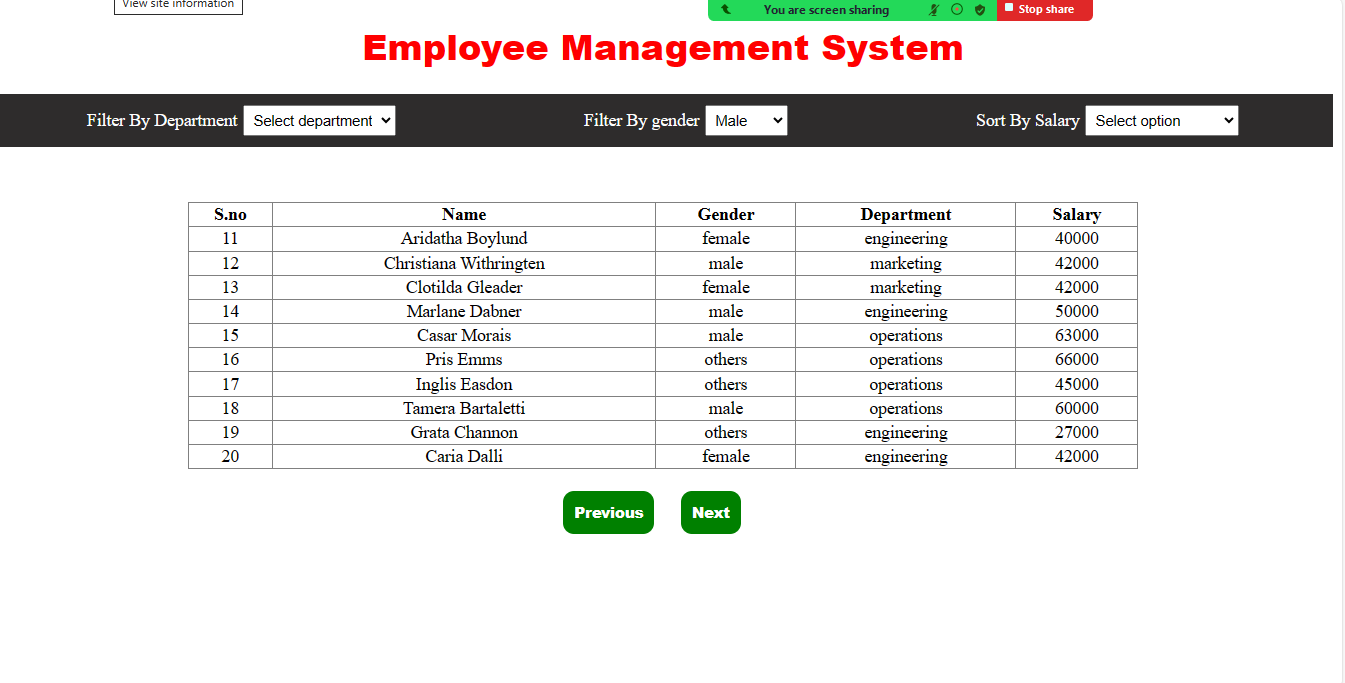 View site information
You are screen sharing Stop share
Employee Management System
Filter By Department Select department Filter By gender Male Sort By Salary Select option
S.no Name Gender Department Salary
11 Aridatha Boylund female engineering 40000
12 Christiana Withringten male marketing 42000
13 Clotilda Gleader female marketing 42000
14 Marlane Dabner male engineering 50000
15 Casar Morais male operations 63000
16 Pris Emms others operations 66000
17 Inglis Easdon others operations 45000
18 Tamera Bartaletti male operations 60000
19 Grata Channon others engineering 27000
20 Caria Dalli female engineering 42000
Previous Next